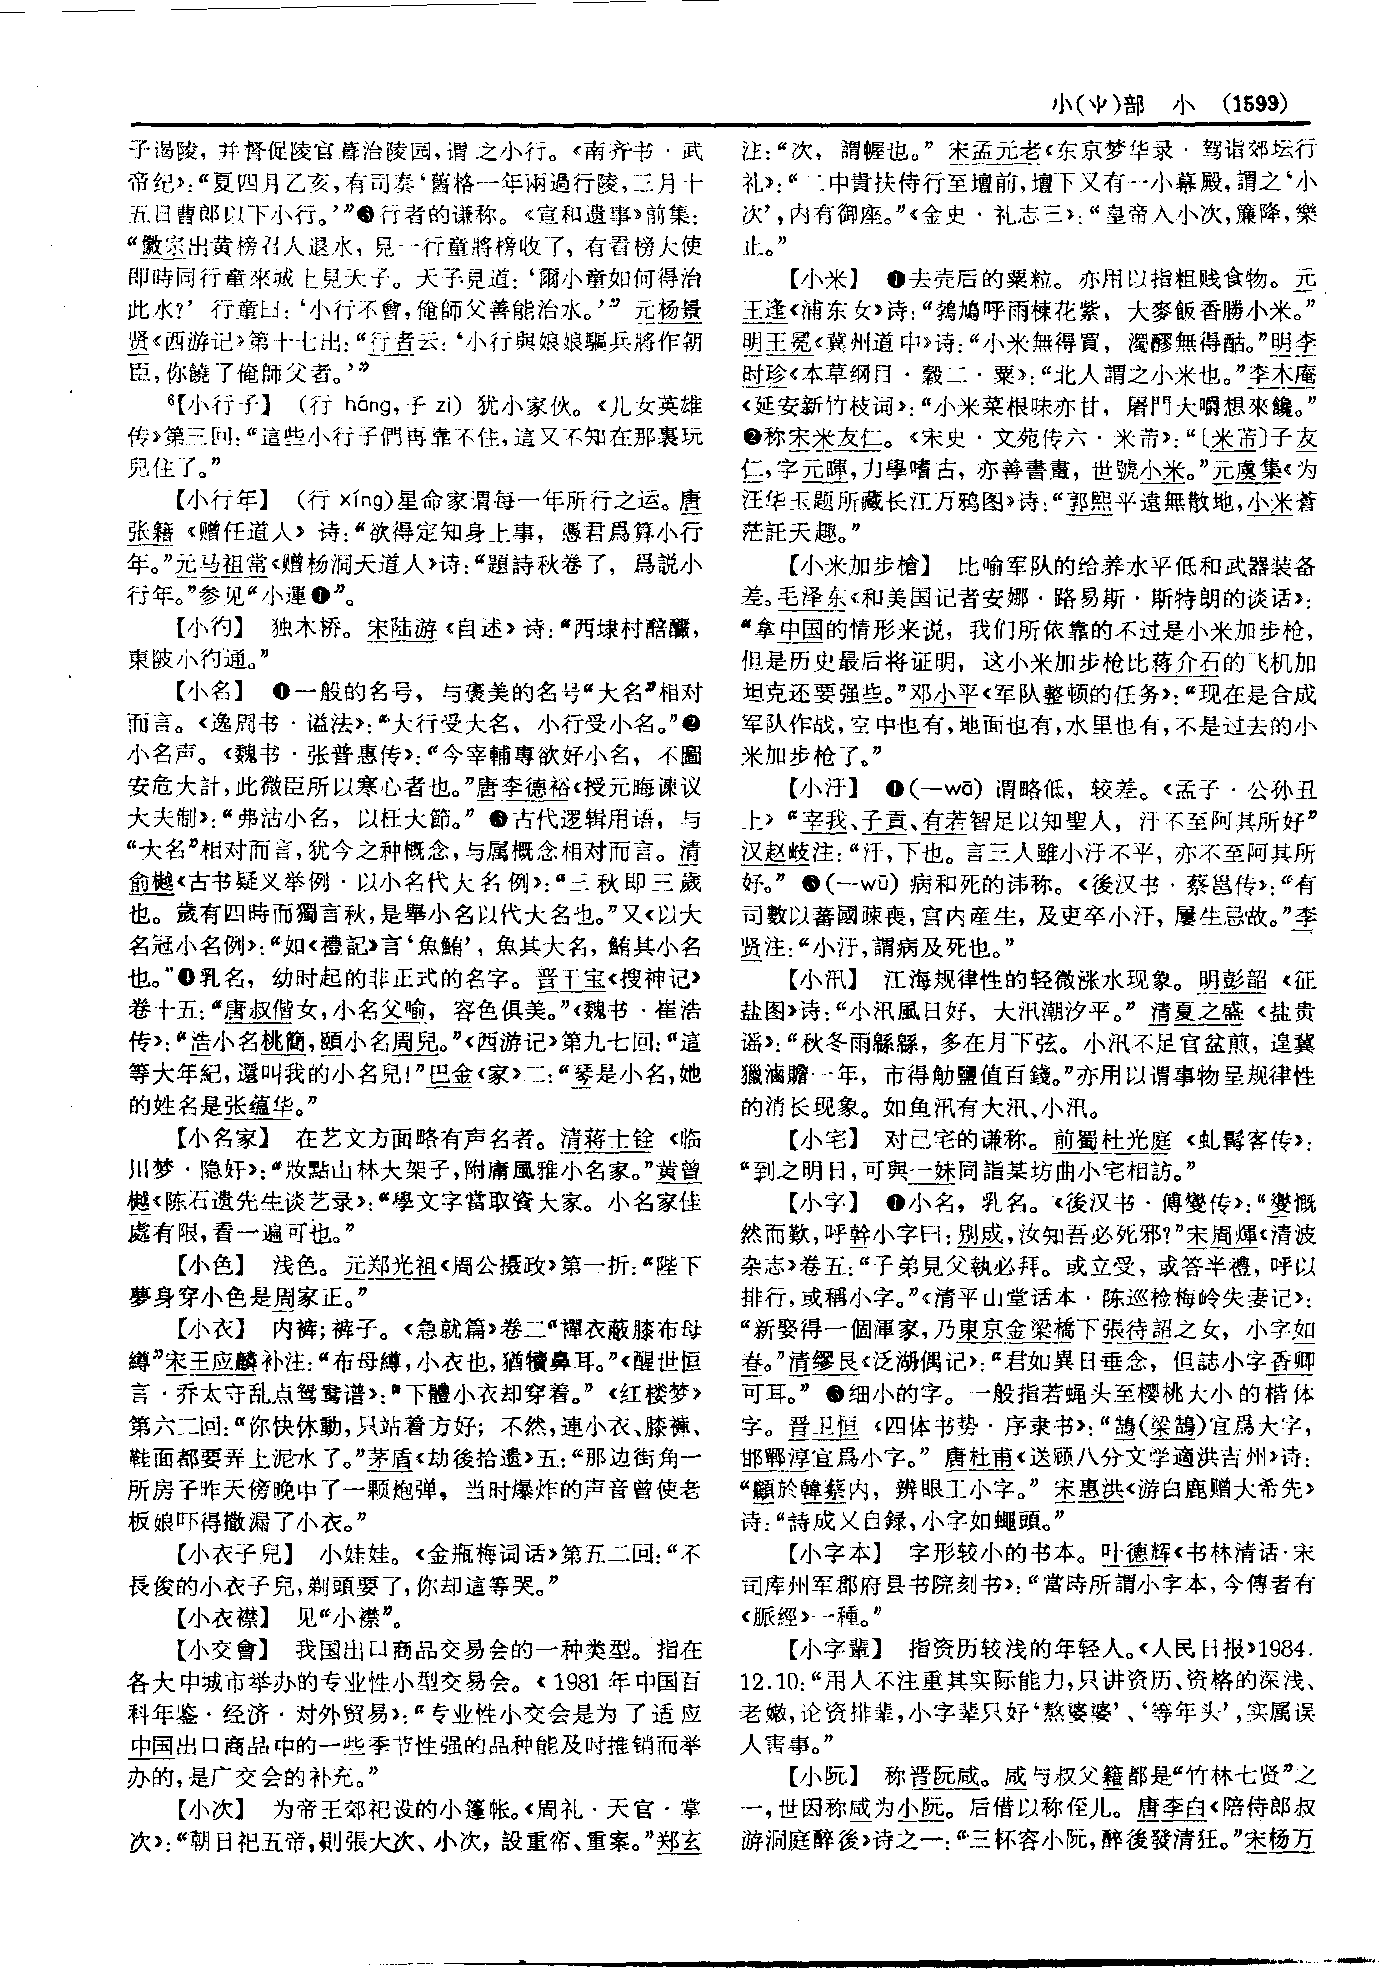 小(⺌)部　小　(1599)
子谒陵，并督促陵官修治陵园，谓之小行。《南齐书·武
帝纪》：“夏四月乙亥，有司奏‘舊格一年兩過行陵，三月十
五日曹郎以下小行。’”❸行者的谦称。《宣和遗事》前集：
“徽宗出黄榜召人退水，見一行童將榜收了，有看榜大使
即時同行童來城上見天子。天子見道：‘爾小童如何得治
此水？’行童曰：‘小行不會，俺師父善能治水。’”元杨景
贤《西游记》第十七出：“行者云：‘小行與娘娘驅兵將作朝
臣，你饒了俺師父者。’”
6【小行子】（行 háng，子 zi）犹小家伙。《儿女英雄
传》第三回：“這些小行子們再靠不住，這又不知在那裏玩
兒住了。”
【小行年】（行 xíng）星命家谓每一年所行之运。唐
张籍《赠任道人》诗：“欲得定知身上事，憑君爲算小行
年。”元马祖常《赠杨洞天道人》诗：“題詩秋卷了，爲説小
行年。”参见“小運❶”。
【小彴】　独木桥。宋陆游《自述》诗：“西埭村醅釅，
東陂小彴通。”
【小名】　❶一般的名号，与褒美的名号“大名”相对
而言。《逸周书·谥法》：“大行受大名，小行受小名。”❷
小名声。《魏书·张普惠传》：“今宰輔專欲好小名，不圖
安危大計，此微臣所以寒心者也。”唐李德裕《授元晦谏议
大夫制》：“弗沽小名，以枉大節。”❸古代逻辑用语，与
“大名”相对而言，犹今之种概念，与属概念相对而言。清
俞樾《古书疑义举例·以小名代大名例》：“三秋即三歲
也。歲有四時而獨言秋，是舉小名以代大名也。”又《以大
名冠小名例》：“如《禮記》言‘魚鮪’，魚其大名，鮪其小名
也。”❹乳名，幼时起的非正式的名字。晋干宝《搜神记》
卷十五：“唐叔偕女，小名父喻，容色俱美。”《魏书·崔浩
传》：“浩小名桃簡，頤小名周兒。”《西游记》第九七回：“這
等大年紀，還叫我的小名兒！”巴金《家》二：“琴是小名，她
的姓名是张蕴华。”
【小名家】　在艺文方面略有声名者。清蒋士铨《临
川梦·隐奸》：“妝點山林大架子，附庸風雅小名家。”黄曾
樾《陈石遗先生谈艺录》：“學文字當取資大家。小名家佳
處有限，看一遍可也。”
【小色】　浅色。元郑光祖《周公摄政》第一折：“陛下
夢身穿小色是周家正。”
【小衣】　内裤；裤子。《急就篇》卷二“襌衣蔽膝布母
縛”宋王应麟补注：“布母縛，小衣也，猶犢鼻耳。”《醒世恒
言·乔太守乱点鸳鸯谱》：“下體小衣却穿着。”《红楼梦》
第六二回：“你快休動，只站着方好；不然，連小衣、膝褲、
鞋面都要弄上泥水了。”茅盾《劫後拾遗》五：“那边街角一
所房子昨天傍晚中了一颗炮弹，当时爆炸的声音曾使老
板娘吓得撒漏了小衣。”
【小衣子兒】　小娃娃。《金瓶梅词话》第五二回：“不
長俊的小衣子兒，剃頭耍了，你却這等哭。”
【小衣襟】　见“小襟”。
【小交會】　我国出口商品交易会的一种类型。指在
各大中城市举办的专业性小型交易会。《1981年中国百
科年鉴·经济·对外贸易》：“专业性小交会是为了适应
中国出口商品中的一些季节性强的品种能及时推销而举
办的，是广交会的补充。”
【小次】　为帝王郊祀设的小篷帐。《周礼·天官·掌
次》：“朝日祀五帝，則張大次、小次，設重帟、重案。”郑玄
注：“次，謂幄也。”宋孟元老《东京梦华录·驾诣郊坛行
礼》：“二中贵扶侍行至壇前，壇下又有一小幕殿，謂之‘小
次’，内有御座。”《金史·礼志三》：“皇帝入小次，簾降，樂
止。”
【小米】　❶去壳后的粟粒。亦用以指粗贱食物。元
王逢《浦东女》诗：“鵓鳩呼雨楝花紫，大麥飯香勝小米。”
明王冕《冀州道中》诗：“小米無得買，濁醪無得酤。”明李
时珍《本草纲目·穀二·粟》：“北人謂之小米也。”李木庵
《延安新竹枝词》：“小米菜根味亦甘，屠門大嚼想來饞。”
❷称宋米友仁。《宋史·文苑传六·米芾》：“〔米芾〕子友
仁，字元暉，力學嗜古，亦善書畫，世號小米。”元虞集《为
汪华玉题所藏长江万鸦图》诗：“郭熙平遠無散地，小米蒼
茫託天趣。”
【小米加步槍】　比喻军队的给养水平低和武器装备
差。毛泽东《和美国记者安娜·路易斯·斯特朗的谈话》：
“拿中国的情形来说，我们所依靠的不过是小米加步枪，
但是历史最后将证明，这小米加步枪比蒋介石的飞机加
坦克还要强些。”邓小平《军队整顿的任务》：“现在是合成
军队作战，空中也有，地面也有，水里也有，不是过去的小
米加步枪了。”
【小汙】　❶（—wā）谓略低，较差。《孟子·公孙丑
上》“宰我、子貢、有若智足以知聖人，汙不至阿其所好”
汉赵岐注：“汙，下也。言三人雖小汙不平，亦不至阿其所
好。”❷（—wū）病和死的讳称。《後汉书·蔡邕传》：“有
司數以蕃國疎喪，宫内産生，及吏卒小汙，屢生忌故。”李
贤注：“小汙，謂病及死也。”
【小汛】　江海规律性的轻微涨水现象。明彭韶《征
盐图》诗：“小汛風日好，大汛潮汐平。”清夏之盛《盐贵
谣》：“秋冬雨緜緜，多在月下弦。小汛不足官盆煎，遑冀
獵滷贍一年，市得觔鹽值百錢。”亦用以谓事物呈规律性
的消长现象。如鱼汛有大汛、小汛。
【小宅】　对己宅的谦称。前蜀杜光庭《虬髯客传》：
“到之明日，可與一妹同詣某坊曲小宅相訪。”
【小字】　❶小名，乳名。《後汉书·傅燮传》：“燮慨
然而歎，呼幹小字曰：别成，汝知吾必死邪？”宋周煇《清波
杂志》卷五：“子弟見父執必拜。或立受，或答半禮，呼以
排行，或稱小字。”《清平山堂话本·陈巡检梅岭失妻记》：
“新娶得一個渾家，乃東京金梁橋下張待詔之女，小字如
春。”清缪艮《泛湖偶记》：“君如異日垂念，但誌小字香卿
可耳。”❷细小的字。一般指若蝇头至樱桃大小的楷体
字。晋卫恒《四体书势·序隶书》：“鵠（梁鵠）宜爲大字，
邯鄲淳宜爲小字。”唐杜甫《送顾八分文学適洪吉州》诗：
“顧於韓蔡内，辨眼工小字。”宋惠洪《游白鹿赠大希先》
诗：“詩成又自録，小字如蠅頭。”
【小字本】　字形较小的书本。叶德辉《书林清话·宋
司库州军郡府县书院刻书》：“當時所謂小字本，今傳者有
《脈經》一種。”
【小字輩】　指资历较浅的年轻人。《人民日报》1984.
12.10：“用人不注重其实际能力，只讲资历、资格的深浅、
老嫩，论资排辈，小字辈只好‘熬婆婆’、‘等年头’，实属误
人害事。”
【小阮】　称晋阮咸。咸与叔父籍都是“竹林七贤”之
一，世因称咸为小阮。后借以称侄儿。唐李白《陪侍郎叔
游洞庭醉後》诗之一：“三杯容小阮，醉後發清狂。”宋杨万